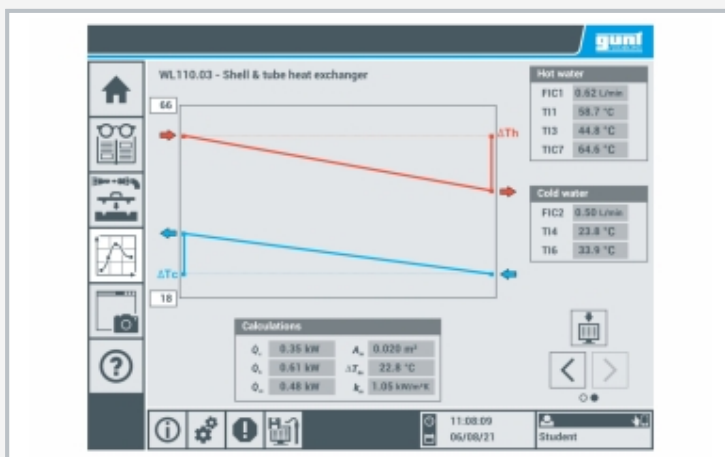 gunt
WL110.03 - Shell & tube heat exchanger
66
ΔTh
ΔTc
18
Hot water
FIC1 0.62 L/min
TI1 58.7 °C
TI3 44.8 °C
TIC7 64.6 °C
Cold water
FIC2 0.50 L/min
TI4 23.8 °C
TI6 33.9 °C
Calculations
0.35 kW 0.020 m²
0.61 kW 22.8 °C
0.48 kW 1.05 kW/m²K
11:08:09
06/08/21
Student